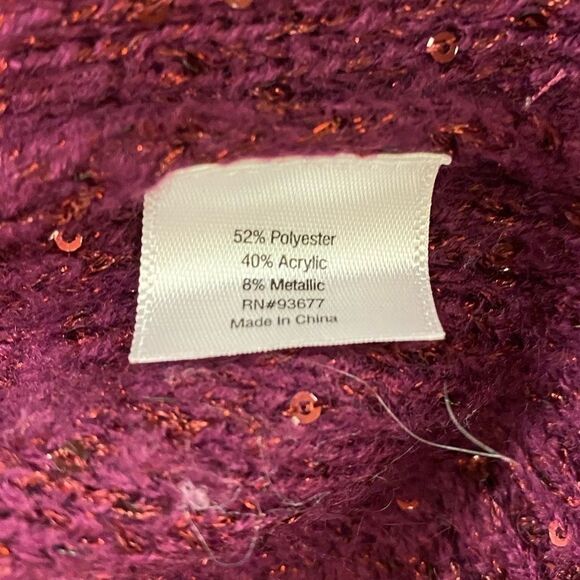 52% Polyester
40% Acrylic
8% Metallic
RN#93677
Made In China